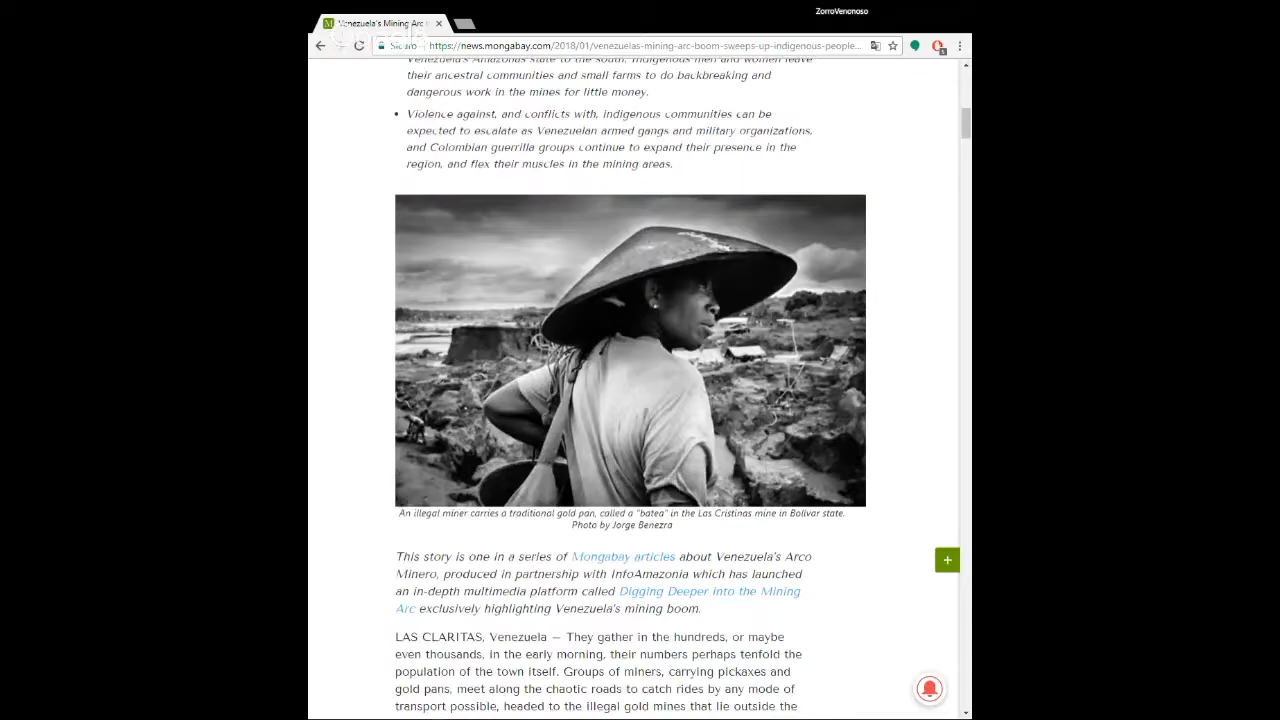 ZorroVenonoso
Venezuela's Mining Arc
Sicuro
https://news.mongabay.com/2018/01/venezuelas-mining-arc-boom-sweeps-up-indigenous-people...
Venezuela's Amazonas state to the south. Indigenous men and women leave
their ancestral communities and small farms to do backbreaking and
dangerous work in the mines for little money.
• Violence against, and conflicts with, indigenous communities can be
expected to escalate as Venezuelan armed gangs and military organizations,
and Colombian guerrilla groups continue to expand their presence in the
region, and flex their muscles in the mining areas.
An illegal miner carries a traditional gold pan, called a "batea" in the Las Cristinas mine in Bolívar state.
Photo by Jorge Benezra
This story is one in a series of Mongabay articles about Venezuela's Arco
Minero, produced in partnership with InfoAmazonia which has launched
an in-depth multimedia platform called Digging Deeper into the Mining
Arc exclusively highlighting Venezuela's mining boom.
LAS CLARITAS, Venezuela – They gather in the hundreds, or maybe
even thousands, in the early morning, their numbers perhaps tenfold the
population of the town itself. Groups of miners, carrying pickaxes and
gold pans, meet along the chaotic roads to catch rides by any mode of
transport possible, headed to the illegal gold mines that lie outside the